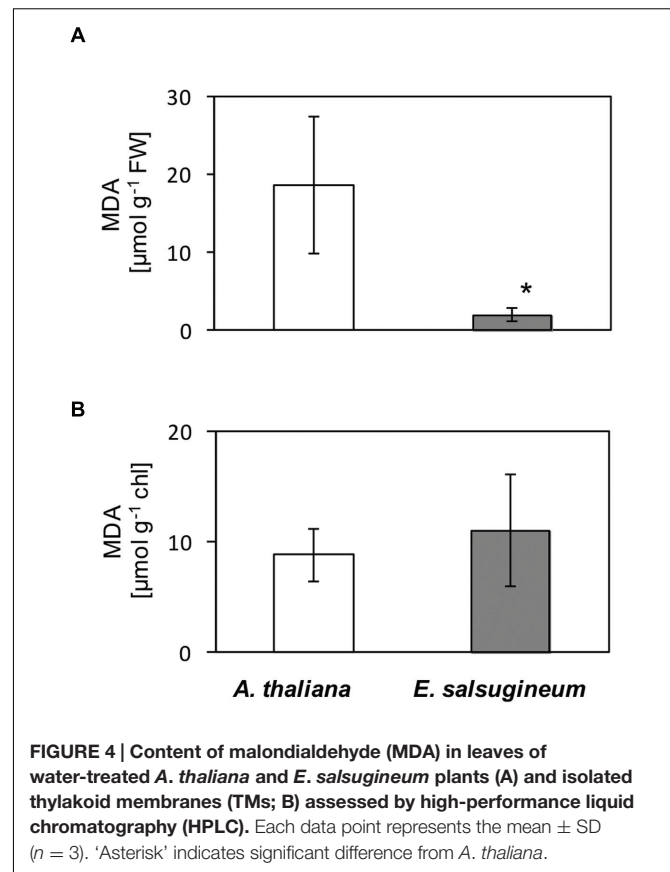 A
30
20
10
0
MDA
[µmol g-1 FW]
*
B
20
10
0
MDA
[µmol g-1 chl]
A. thaliana E. salsugineum
FIGURE 4 | Content of malondialdehyde (MDA) in leaves of
water-treated A. thaliana and E. salsugineum plants (A) and isolated
thylakoid membranes (TMs; B) assessed by high-performance liquid
chromatography (HPLC). Each data point represents the mean ± SD
(n = 3). ‘Asterisk’ indicates significant difference from A. thaliana.